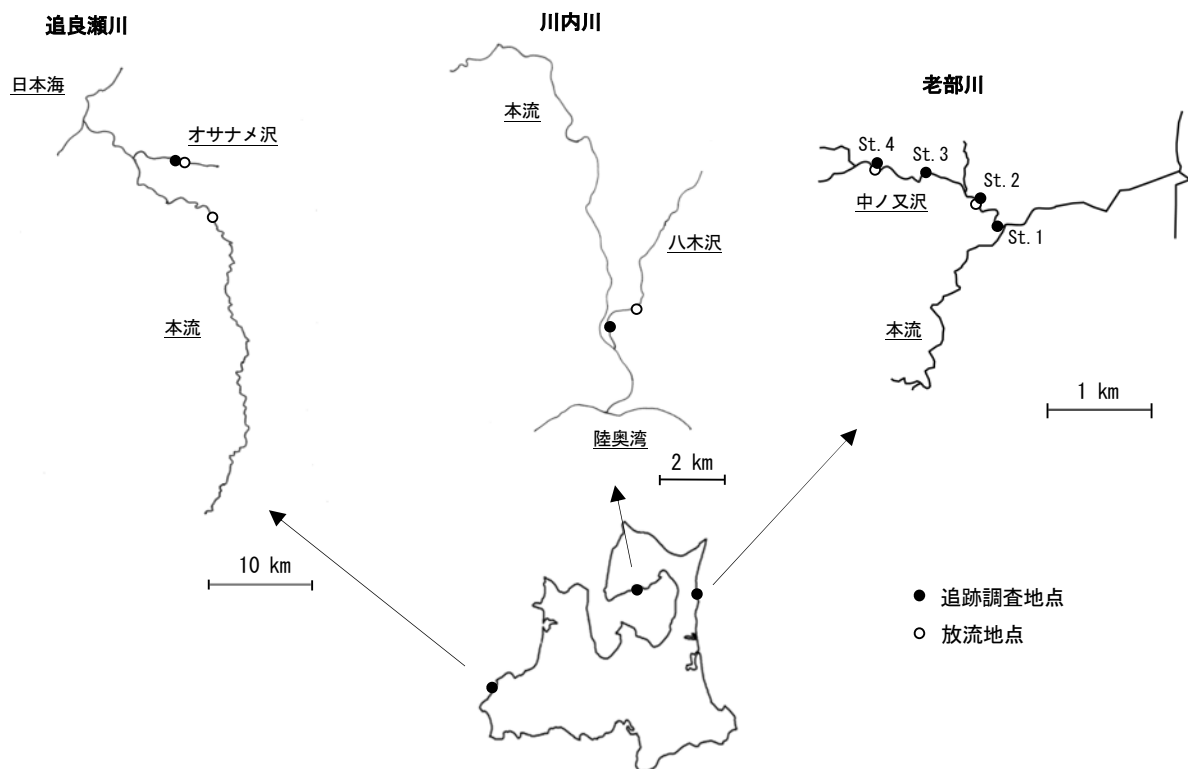 追良瀬川
日本海
オサナメ沢
本流
10 km
川内川
本流
八木沢
陸奥湾
2 km
老部川
St.4
St.3
St.2
中ノ又沢
St.1
本流
1 km
● 追跡調査地点
○ 放流地点